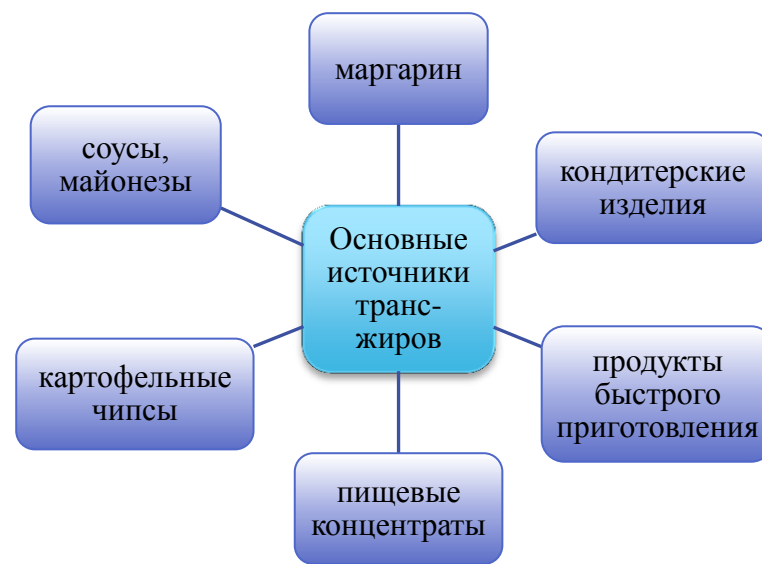 маргарин
соусы,
майонезы
кондитерские
изделия
Основные
источники
транс-
жиров
картофельные
чипсы
продукты
быстрого
приготовления
пищевые
концентраты